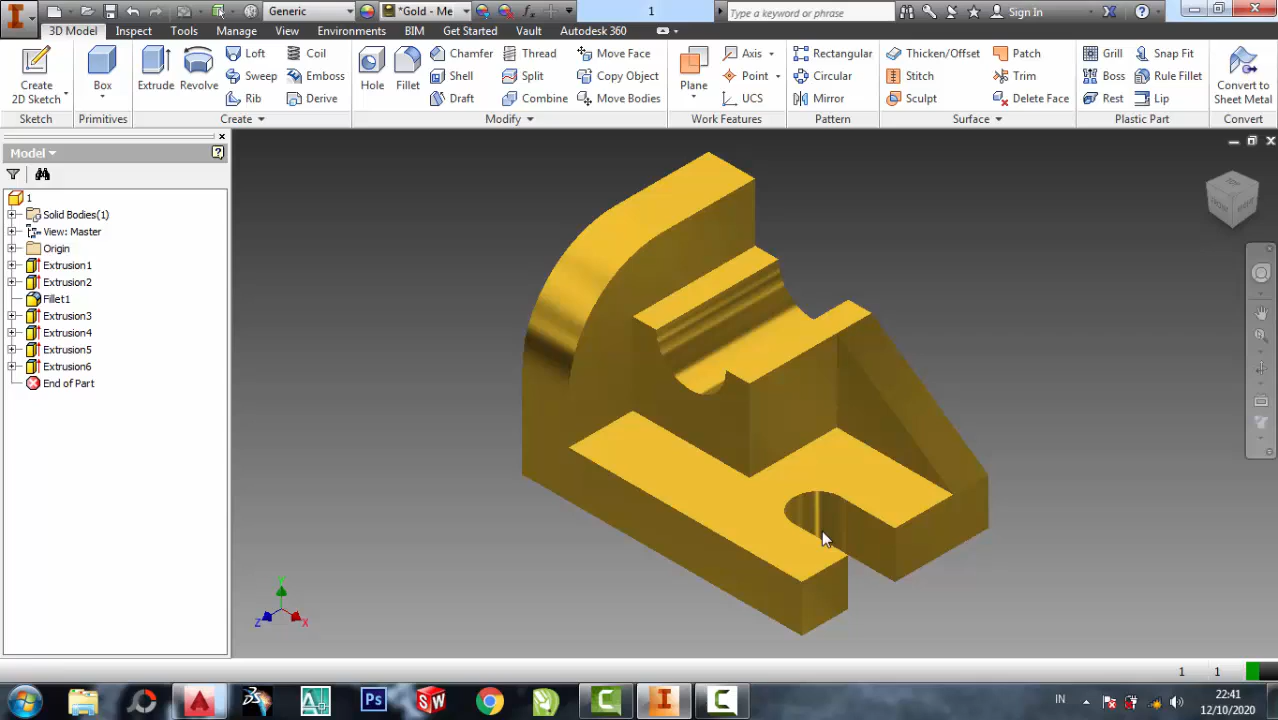 Generic *Gold - Me 1 Type a keyword or phrase Sign In
3D Model Inspect Tools Manage View Environments BIM Get Started Vault Autodesk 360
Create 2D Sketch Box Extrude Revolve Loft Coil Hole Fillet Chamfer Thread Move Face Plane Axis Rectangular Thicken/Offset Patch Grill Snap Fit Convert to Sheet Metal
Sweep Emboss Shell Split Copy Object Point Circular Stitch Trim Boss Rule Fillet
Rib Derive Draft Combine Move Bodies UCS Mirror Sculpt Delete Face Rest Lip
Sketch Primitives Create Modify Work Features Pattern Surface Plastic Part Convert
Model
1
Solid Bodies(1)
View: Master
Origin
Extrusion1
Extrusion2
Fillet1
Extrusion3
Extrusion4
Extrusion5
Extrusion6
End of Part
Y
Z X
1 1
Ps SW IN 22:41
12/10/2020